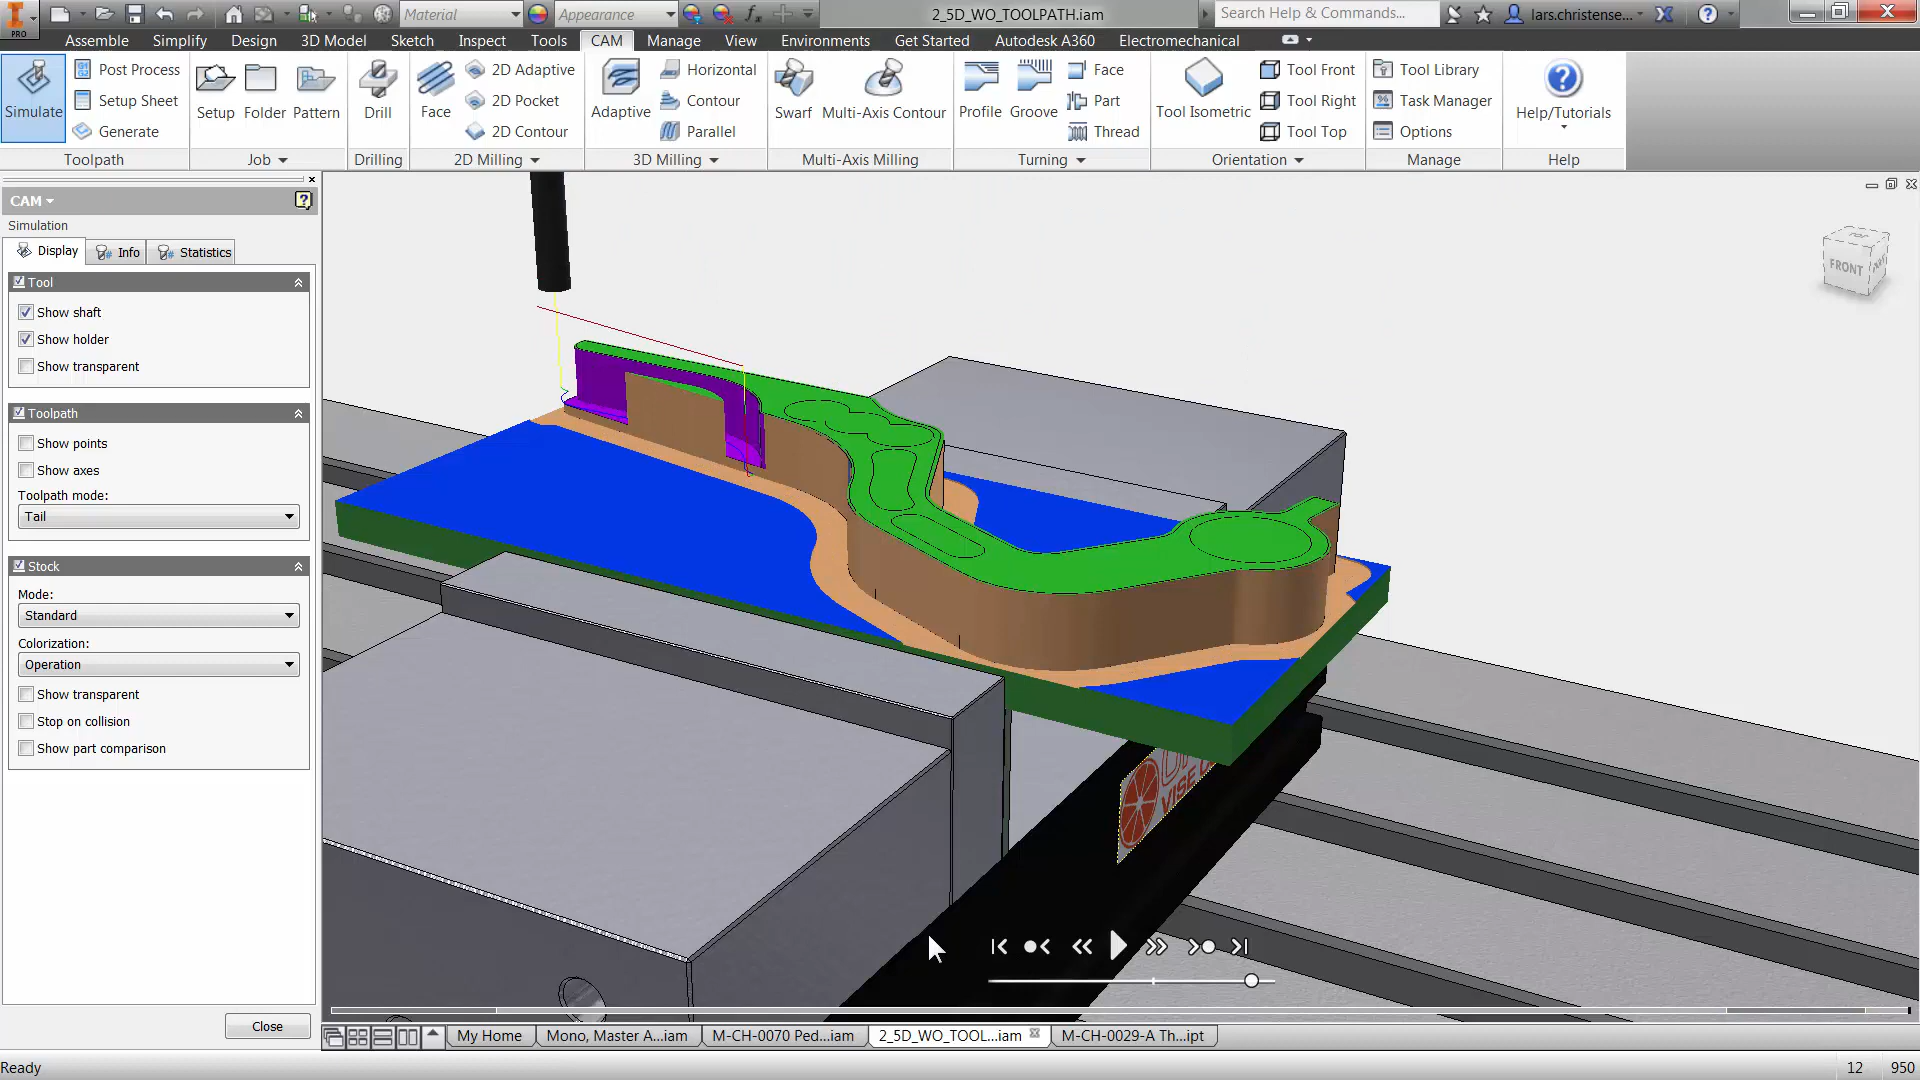 Material
Appearance
2_5D_WO_TOOLPATH.iam
Search Help & Commands...
lars.christense...
PRO
Assemble Simplify Design 3D Model Sketch Inspect Tools CAM Manage View Environments Get Started Autodesk A360 Electromechanical
Simulate
Post Process
Setup Sheet
Generate
Toolpath
Setup Folder Pattern
Job
Drill
Drilling
Face
2D Adaptive
2D Pocket
2D Contour
2D Milling
Adaptive
Horizontal
Contour
Parallel
3D Milling
Swarf Multi-Axis Contour
Multi-Axis Milling
Profile Groove
Face
Part
Thread
Turning
Tool Isometric
Tool Front
Tool Right
Tool Top
Orientation
Tool Library
Task Manager
Options
Manage
Help/Tutorials
Help
CAM
Simulation
Display Info Statistics
Tool
Show shaft
Show holder
Show transparent
Toolpath
Show points
Show axes
Toolpath mode:
Tail
Stock
Mode:
Standard
Colorization:
Operation
Show transparent
Stop on collision
Show part comparison
Close
TOP
FRONT
VISE
My Home Mono, Master A...iam M-CH-0070 Ped...iam 2_5D_WO_TOOL...iam M-CH-0029-A Th...ipt
Ready
12 950